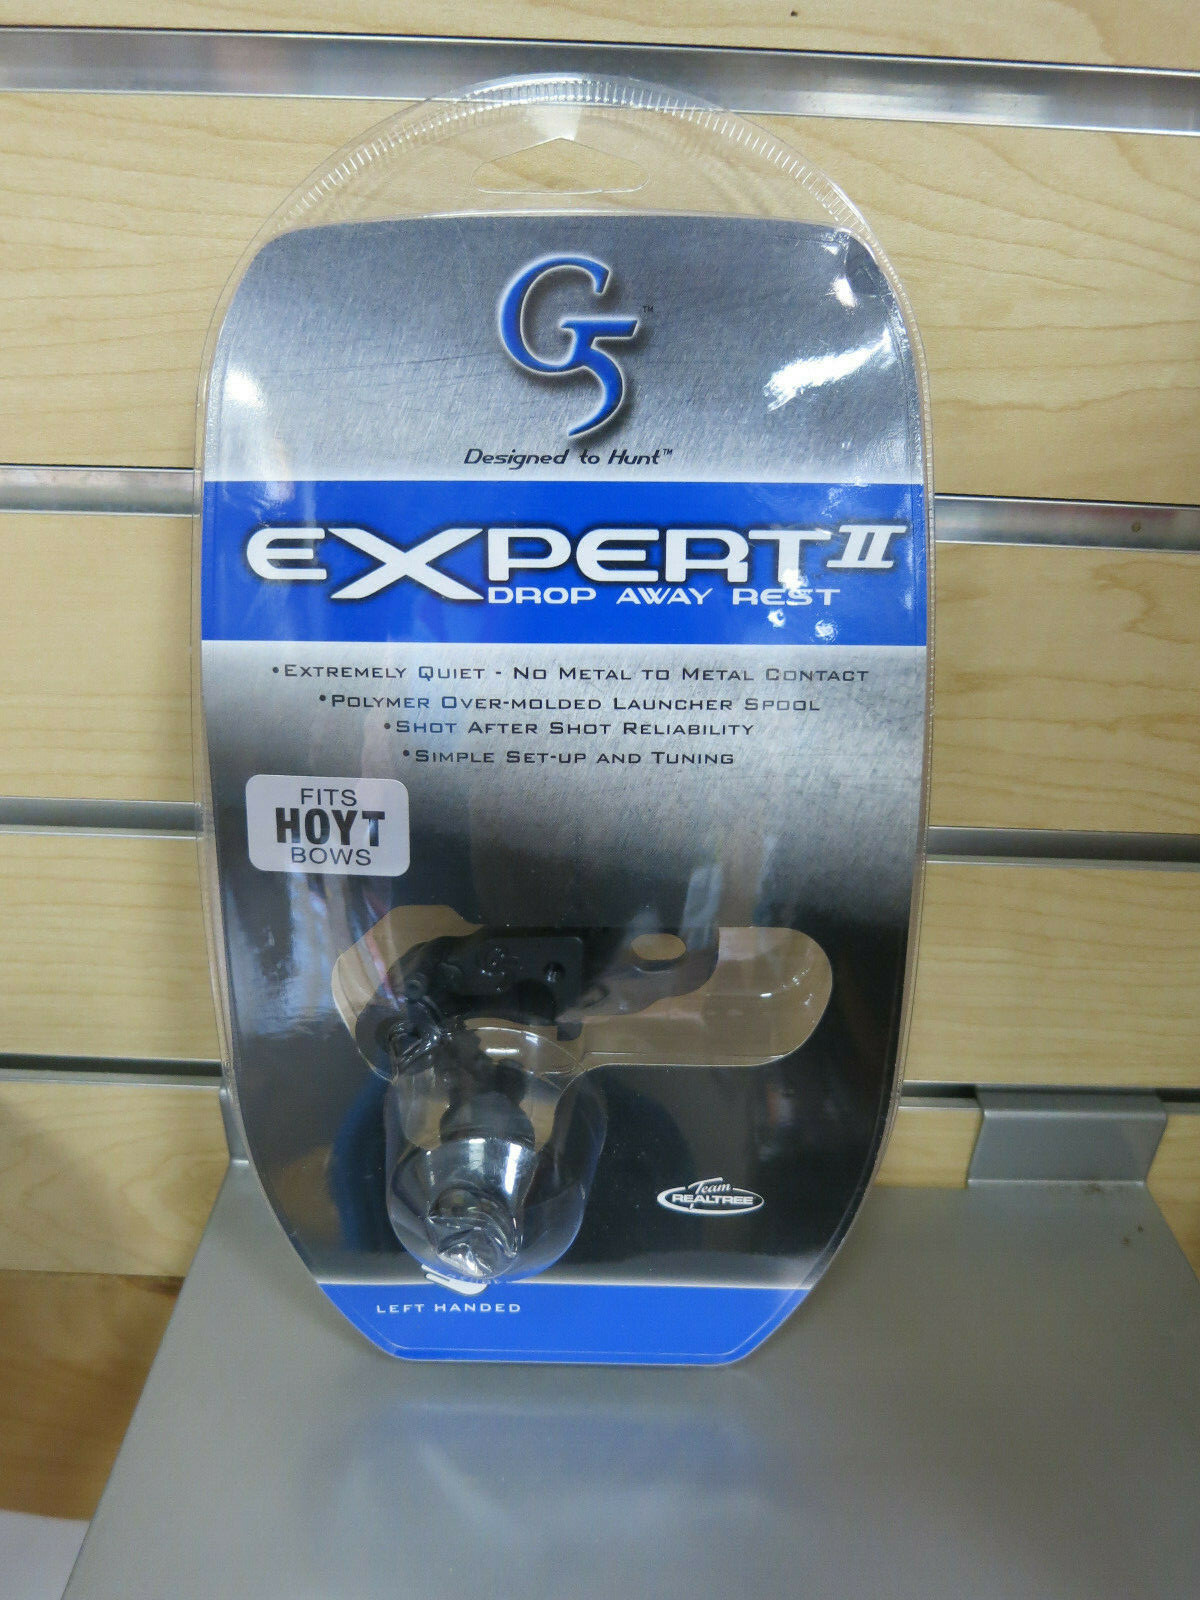 G5™
Designed to Hunt™
EXPERT II
DROP AWAY REST
•EXTREMELY QUIET - NO METAL TO METAL CONTACT
•POLYMER OVER-MOLDED LAUNCHER SPOOL
•SHOT AFTER SHOT RELIABILITY
•SIMPLE SET-UP AND TUNING
FITS
HOYT
BOWS
G5
Team
REALTREE
LEFT HANDED